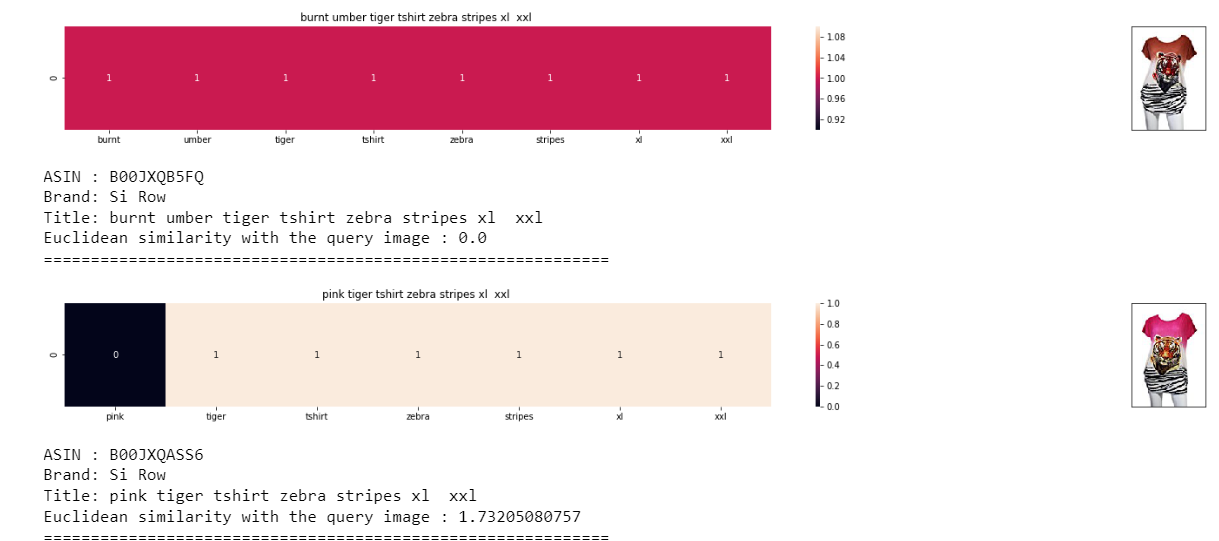 burnt umber tiger tshirt zebra stripes xl  xxl
0
1 1 1 1 1 1 1 1
burnt umber tiger tshirt zebra stripes xl xxl
1.08
1.04
1.00
0.96
0.92
ASIN : B00JXQB5FQ
Brand: Si Row
Title: burnt umber tiger tshirt zebra stripes xl  xxl
Euclidean similarity with the query image : 0.0
============================================================
pink tiger tshirt zebra stripes xl  xxl
0
0 1 1 1 1 1 1
pink tiger tshirt zebra stripes xl xxl
1.0
0.8
0.6
0.4
0.2
0.0
ASIN : B00JXQASS6
Brand: Si Row
Title: pink tiger tshirt zebra stripes xl  xxl
Euclidean similarity with the query image : 1.73205080757
============================================================